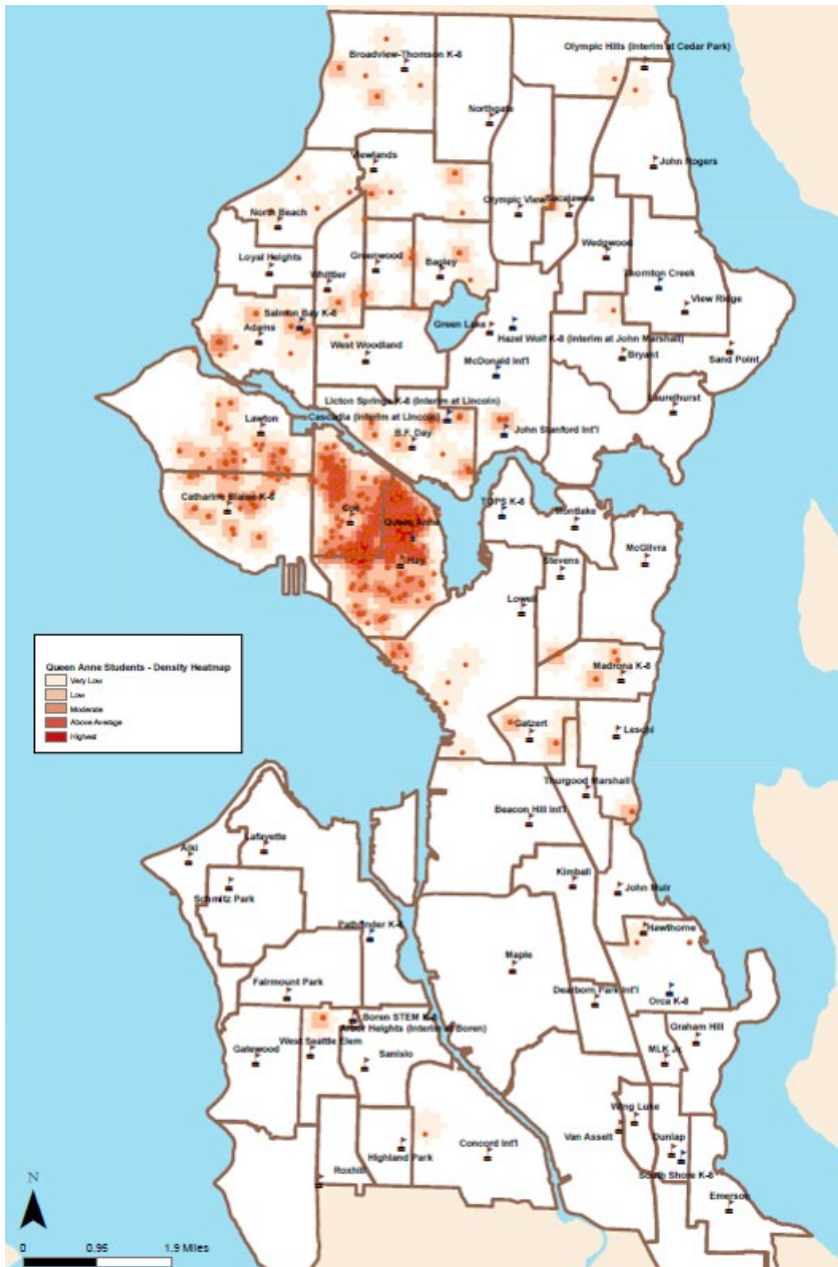 Olympic Hills (Interim at Cedar Park)
Broadview-Thomson K-8
Northgate
Viewlands
John Rogers
Olympic View
Sacajawea
North Beach
Wedgwood
Loyal Heights
Greenwood
Bagley
Whittier
Thornton Creek
View Ridge
Salmon Bay K-8
Adams
Green Lake
Hazel Wolf K-8 (Interim at John Marshall)
West Woodland
Bryant
Sand Point
McDonald Int'l
Laurelhurst
Licton Springs K-8 (Interim at Lincoln)
Cascadia (Interim at Lincoln)
Lawton
B.F. Day
John Stanford Int'l
Catharine Blaine K-8
TOPS K-8
Coe
Montlake
Queen Anne
McGilvra
Hay
Stevens
Lowell
Madrona K-8
Queen Anne Students - Density Heatmap
Very Low
Low
Moderate
Above Average
Highest
Gatzert
Leschi
Thurgood Marshall
Beacon Hill Int'l
Lafayette
Alki
Kimball
Schmitz Park
John Muir
Pathfinder K-8
Hawthorne
Maple
Fairmount Park
Dearborn Park Int'l
Orca K-8
Boren STEM K-8
Arbor Heights (Interim at Boren)
Graham Hill
West Seattle Elem
Gatewood
Sanislo
MLK Jr.
Wing Luke
Van Asselt
Dunlap
Highland Park
Concord Int'l
Roxhill
South Shore K-8
Emerson
N
0 0.95 1.9 Miles